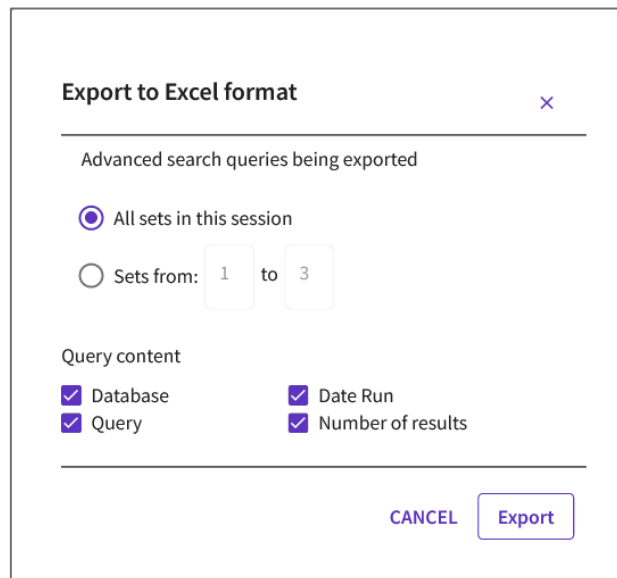 Export to Excel format
Advanced search queries being exported
All sets in this session
Sets from: 1 to 3
Query content
Database
Date Run
Query
Number of results
CANCEL
Export